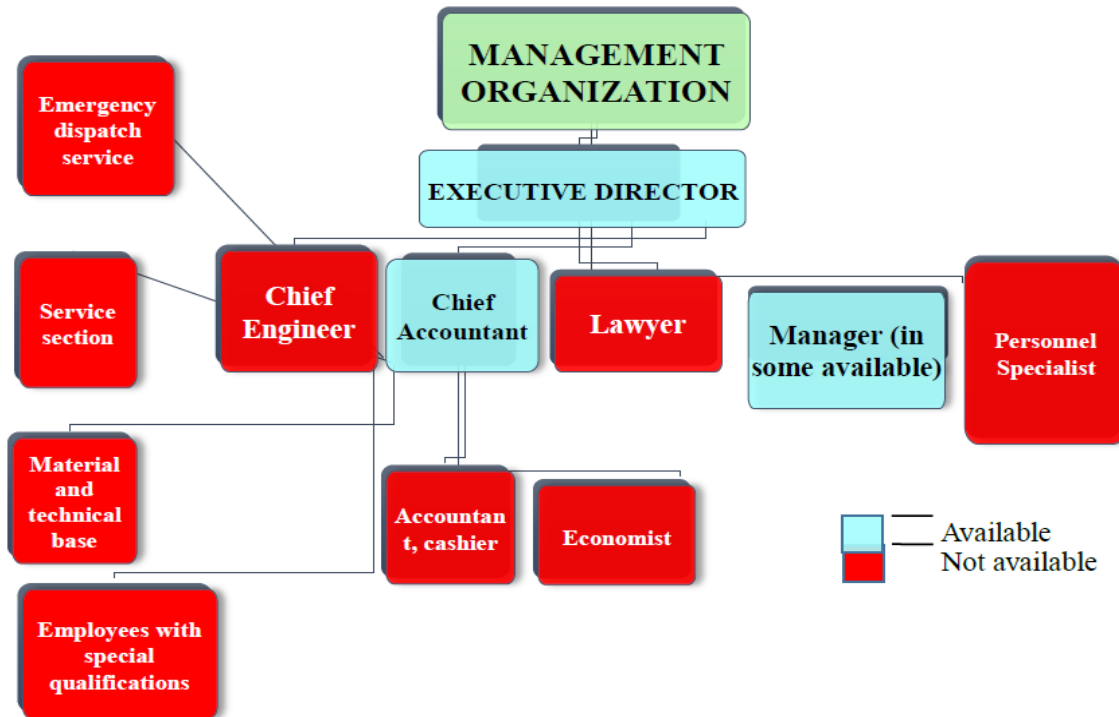 MANAGEMENT
ORGANIZATION
Emergency
dispatch
service
EXECUTIVE DIRECTOR
Service
section
Chief
Engineer
Chief
Accountant
Lawyer
Manager (in
some available)
Personnel
Specialist
Material
and
technical
base
Accountan
t, cashier
Economist
Available
Not available
Employees with
special
qualifications